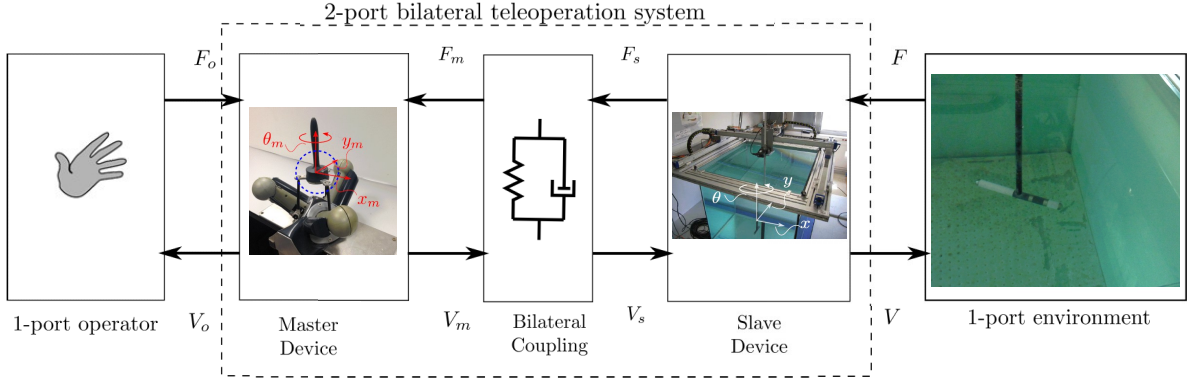 2-port bilateral teleoperation system
F_o
F_m
F_s
F
θ_m
y_m
x_m
y
θ
x
V_o
V_m
V_s
V
1-port operator
Master
Device
Bilateral
Coupling
Slave
Device
1-port environment